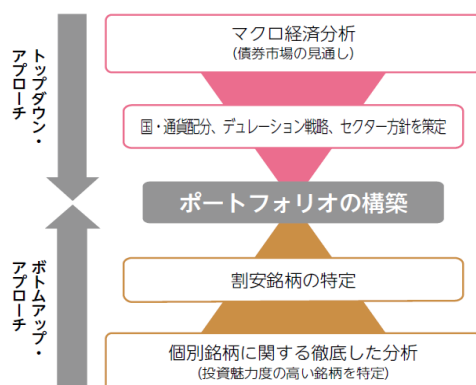 トップダウン・
アプローチ
マクロ経済分析
(債券市場の見通し)
国・通貨配分、デュレーション戦略、セクター方針を策定
ポートフォリオの構築
ボトムアップ・
アプローチ
割安銘柄の特定
個別銘柄に関する徹底した分析
(投資魅力度の高い銘柄を特定)